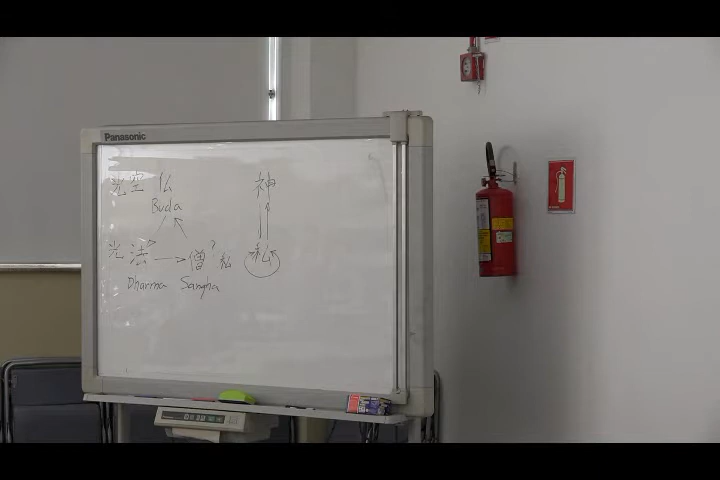 Panasonic
光空 仏 神
Buda
光 法 → 僧 私 私
Dharma Sangha